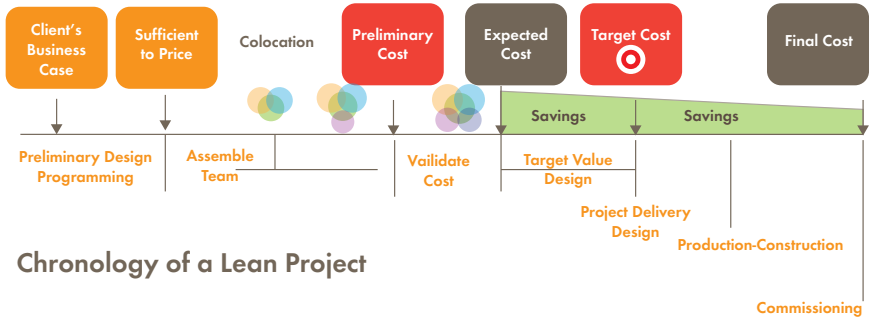 Client's
Business
Case
Sufficient
to Price
Colocation
Preliminary
Cost
Expected
Cost
Target Cost
Final Cost
Savings
Savings
Preliminary Design
Programming
Assemble
Team
Vailidate
Cost
Target Value
Design
Project Delivery
Design
Production-Construction
Chronology of a Lean Project
Commissioning